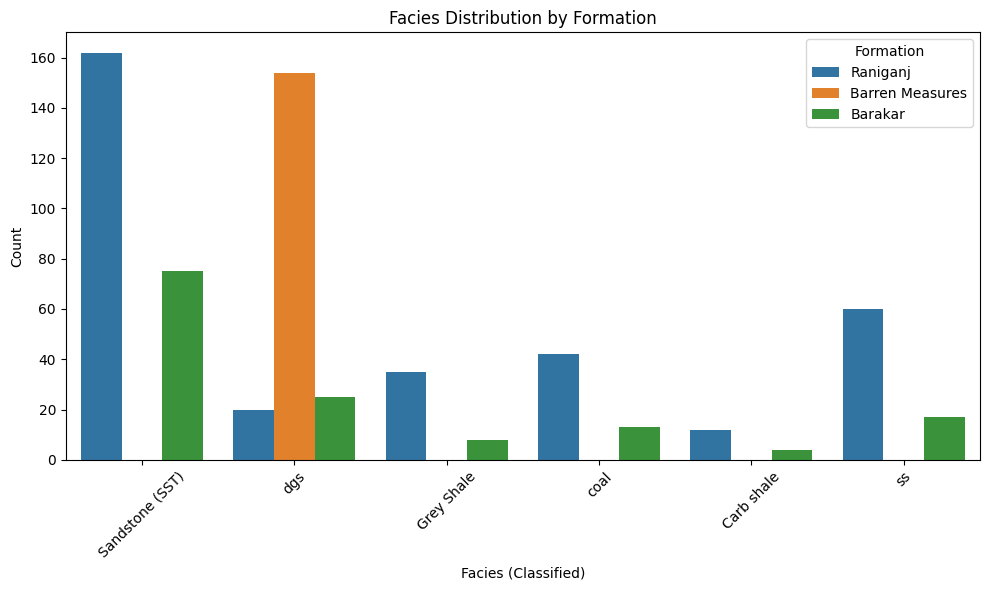 Facies Distribution by Formation
Formation
Raniganj
Barren Measures
Barakar
Count
160
140
120
100
80
60
40
20
0
Sandstone (SST)
dgs
Grey Shale
coal
Carb shale
ss
Facies (Classified)